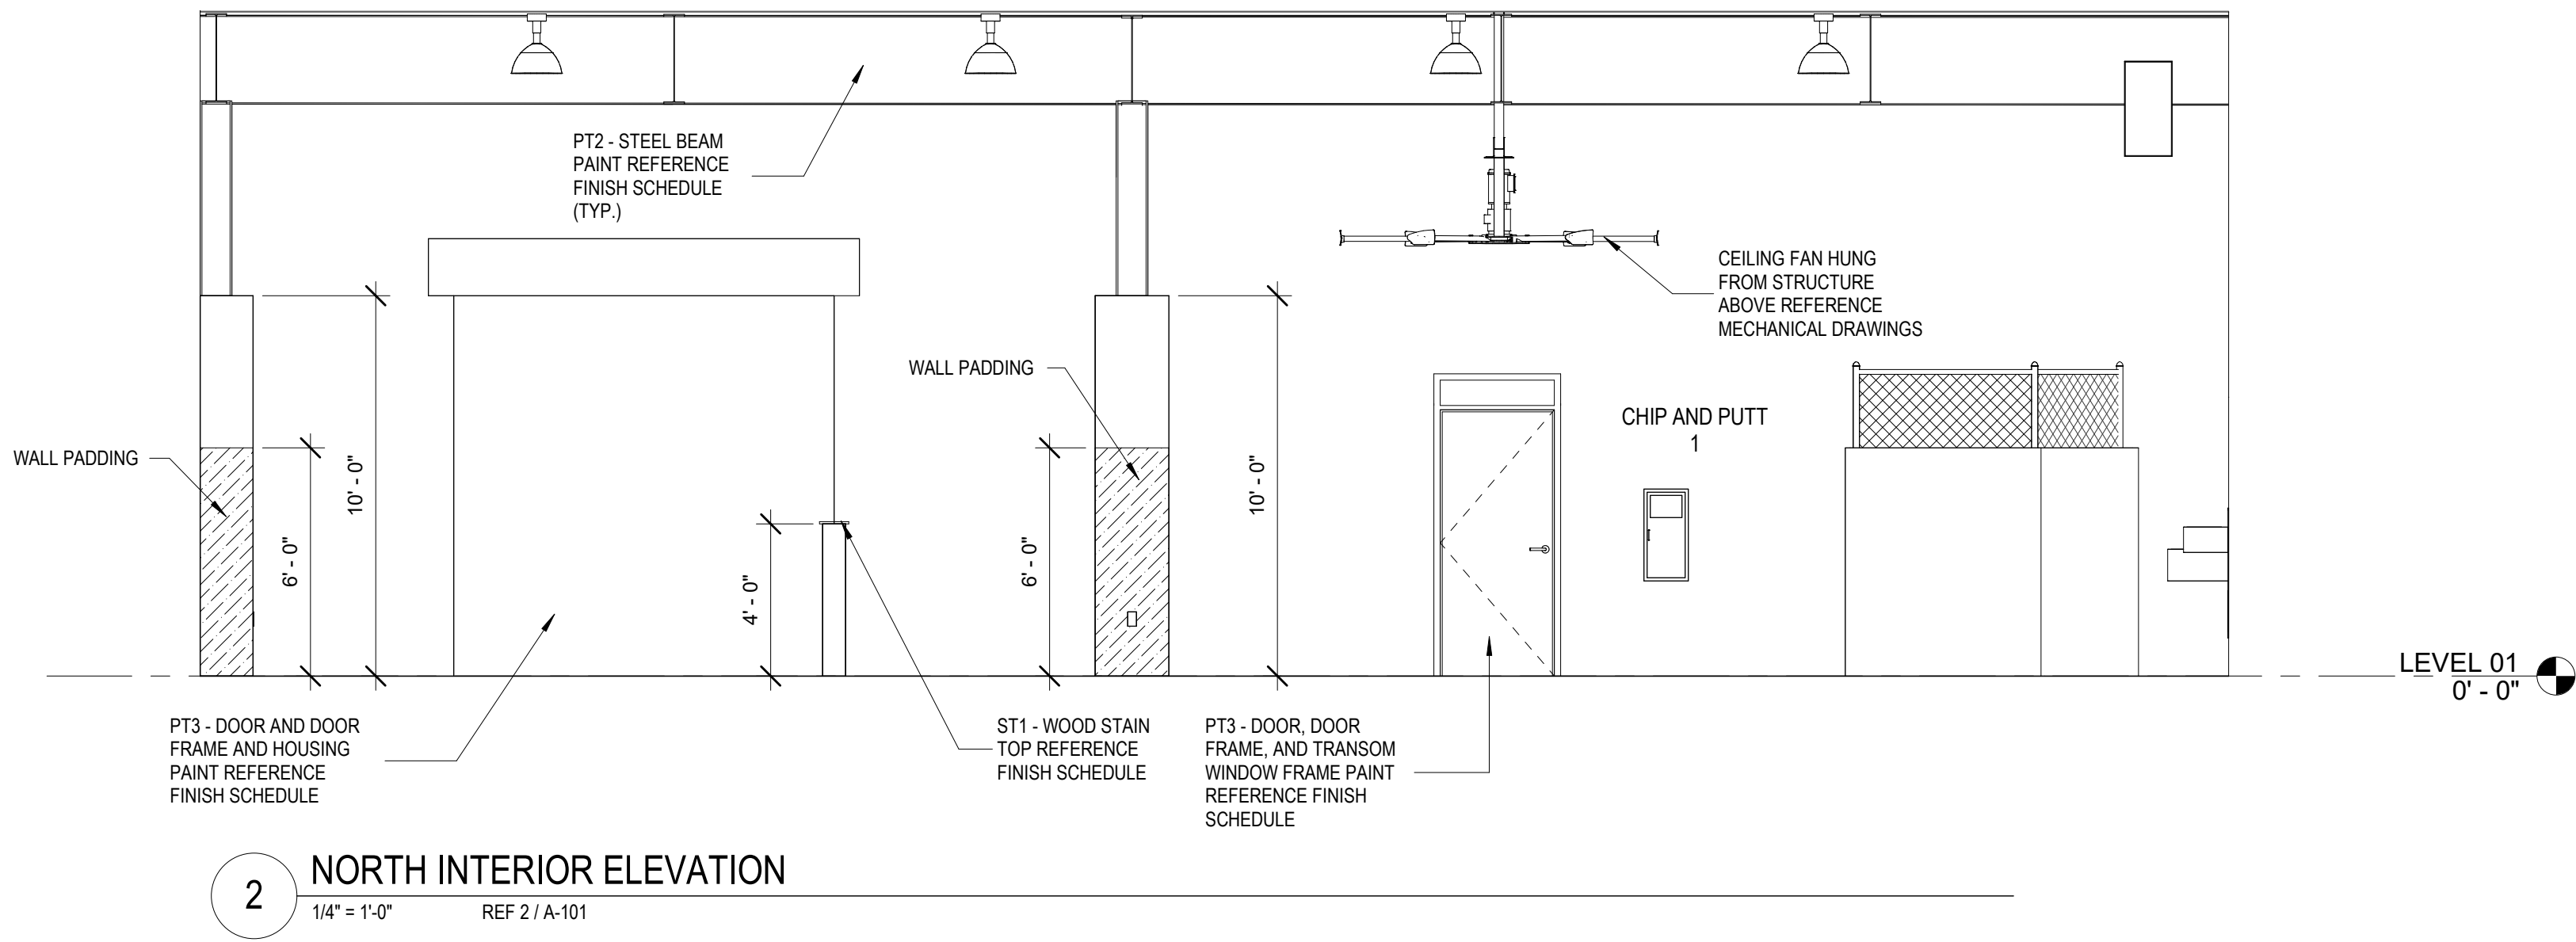 PT2 - STEEL BEAM
PAINT REFERENCE
FINISH SCHEDULE
(TYP.)
CEILING FAN HUNG
FROM STRUCTURE
ABOVE REFERENCE
MECHANICAL DRAWINGS
WALL PADDING
CHIP AND PUTT
1
WALL PADDING
10' - 0"
6' - 0"
4' - 0"
6' - 0"
10' - 0"
LEVEL 01
0' - 0"
PT3 - DOOR AND DOOR
FRAME AND HOUSING
PAINT REFERENCE
FINISH SCHEDULE
ST1 - WOOD STAIN
TOP REFERENCE
FINISH SCHEDULE
PT3 - DOOR, DOOR
FRAME, AND TRANSOM
WINDOW FRAME PAINT
REFERENCE FINISH
SCHEDULE
2
NORTH INTERIOR ELEVATION
1/4" = 1'-0"
REF 2 / A-101